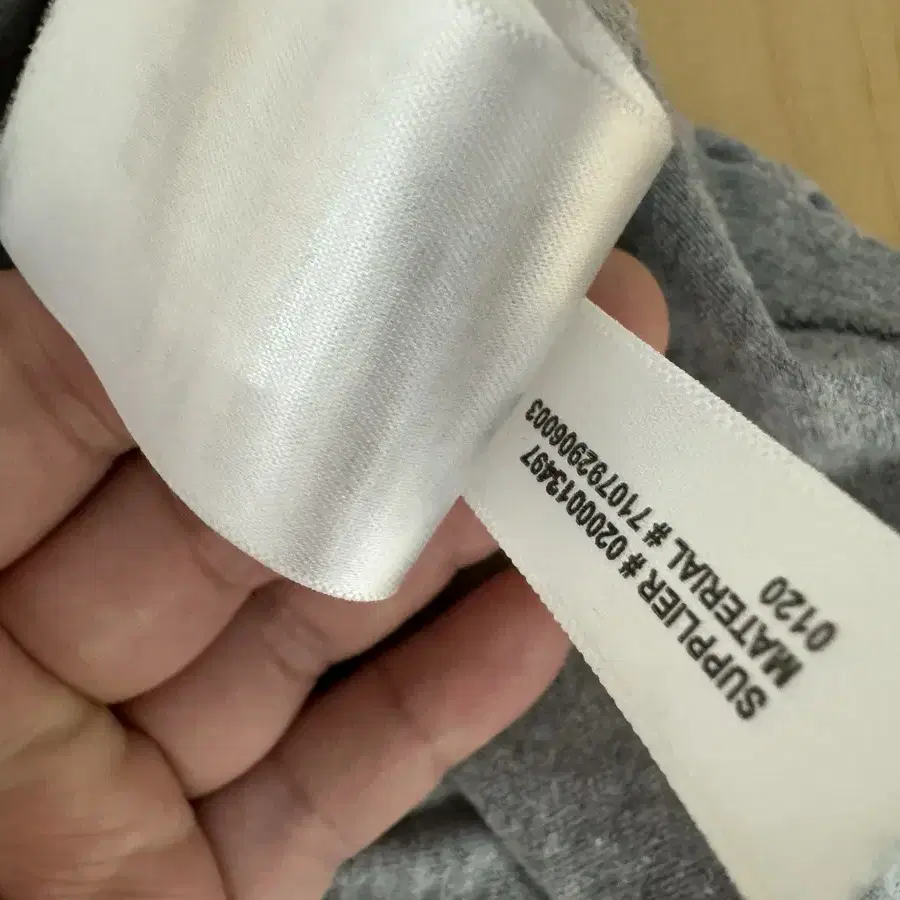 SUPPLIER # 0200013497
MATERIAL # 710792906003
0120